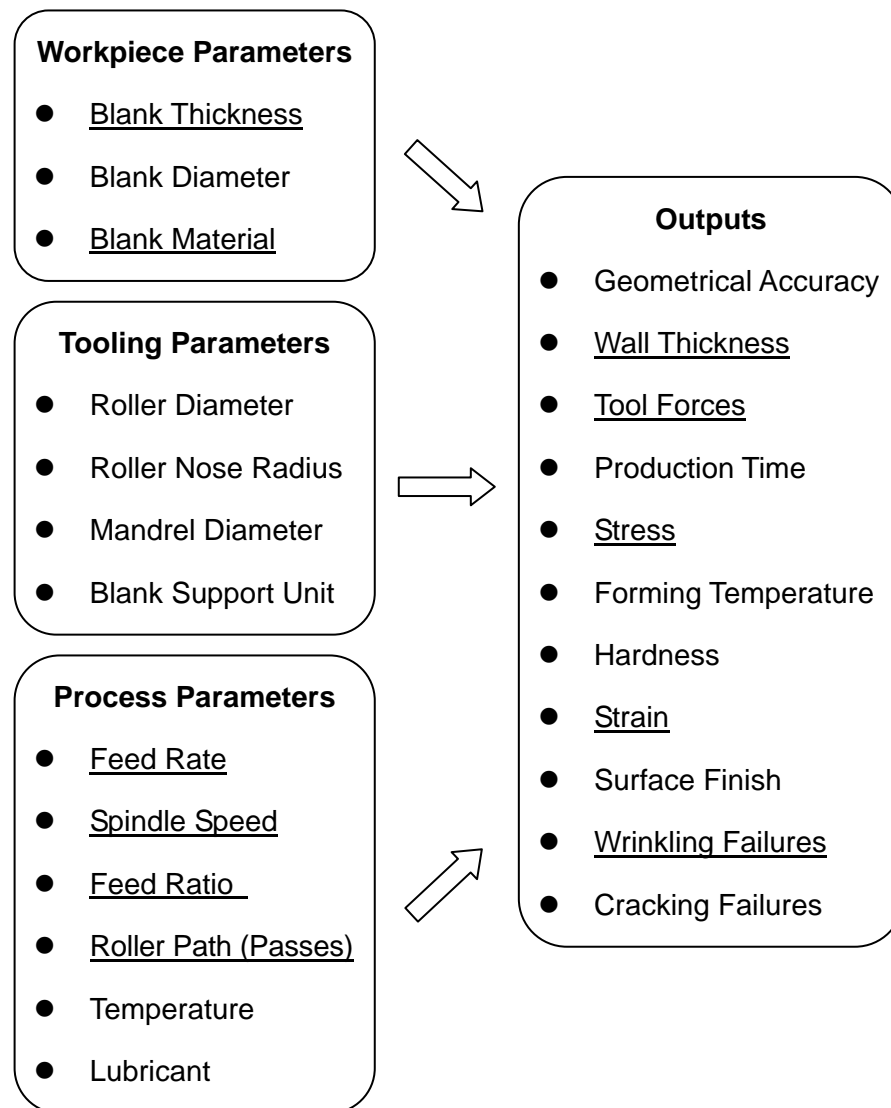 Workpiece Parameters
● Blank Thickness
● Blank Diameter
● Blank Material
Tooling Parameters
● Roller Diameter
● Roller Nose Radius
● Mandrel Diameter
● Blank Support Unit
Process Parameters
● Feed Rate
● Spindle Speed
● Feed Ratio
● Roller Path (Passes)
● Temperature
● Lubricant
Outputs
● Geometrical Accuracy
● Wall Thickness
● Tool Forces
● Production Time
● Stress
● Forming Temperature
● Hardness
● Strain
● Surface Finish
● Wrinkling Failures
● Cracking Failures